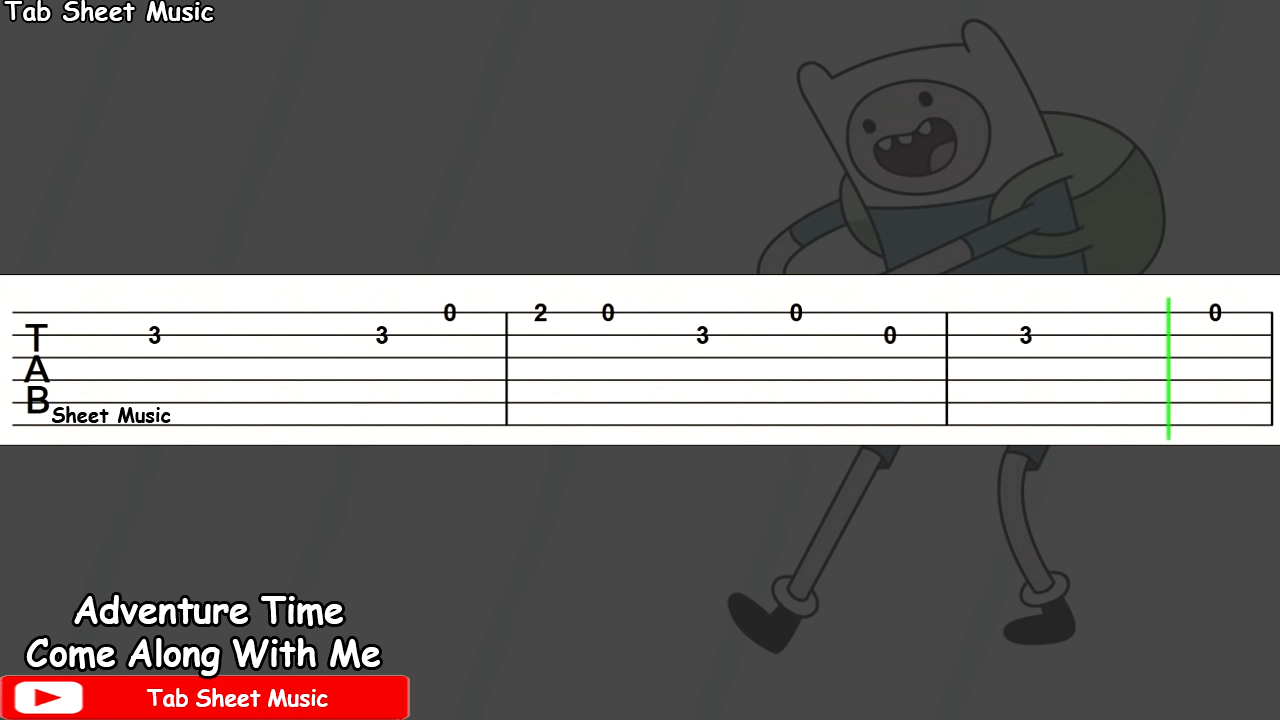 Tab Sheet Music
0 2 0 0 0
T 3 3 3 0 3
A
B
Sheet Music
Adventure Time
Come Along With Me
Tab Sheet Music